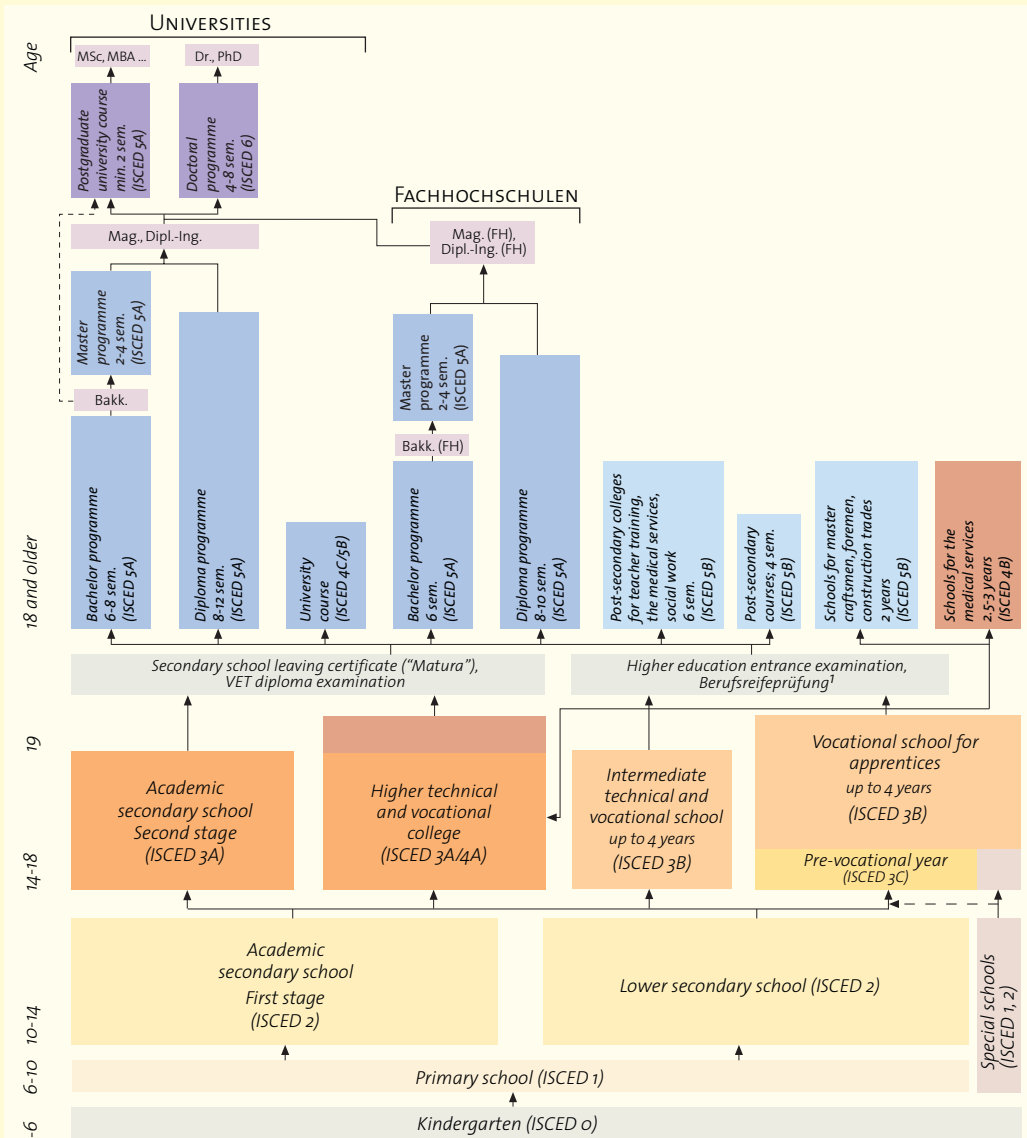 UNIVERSITIES
Age
MSc, MBA ...
Dr., PhD
Postgraduate
university course
min. 2 sem.
(ISCED 5A)
Doctoral
programme
4-8 sem.
(ISCED 6)
FACHHOCHSCHULEN
Mag., Dipl.-Ing.
Mag. (FH),
Dipl.-Ing. (FH)
Master
programme
2-4 sem.
(ISCED 5A)
Master
programme
2-4 sem.
(ISCED 5A)
Bakk.
Bakk. (FH)
18 and older
Bachelor programme
6-8 sem.
(ISCED 5A)
Diploma programme
8-12 sem.
(ISCED 5A)
University
course
(ISCED 4C/5B)
Bachelor programme
6 sem.
(ISCED 5A)
Diploma programme
8-10 sem.
(ISCED 5A)
Post-secondary colleges
for teacher training,
the medical services,
social work
6 sem.
(ISCED 5B)
Post-secondary
courses; 4 sem.
(ISCED 5B)
Schools for master
craftsmen, foremen,
construction trades
2 years
(ISCED 5B)
Schools for the
medical services
2,5-3 years
(ISCED 4B)
Secondary school leaving certificate (“Matura”),
VET diploma examination
Higher education entrance examination,
Berufsreifeprüfung¹
19
Academic
secondary school
Second stage
(ISCED 3A)
Higher technical
and vocational
college
(ISCED 3A/4A)
Intermediate
technical and
vocational school
up to 4 years
(ISCED 3B)
Vocational school for
apprentices
up to 4 years
(ISCED 3B)
14-18
Pre-vocational year
(ISCED 3C)
10-14
Academic
secondary school
First stage
(ISCED 2)
Lower secondary school (ISCED 2)
Special schools
(ISCED 1, 2)
6-10
Primary school (ISCED 1)
-6
Kindergarten (ISCED 0)